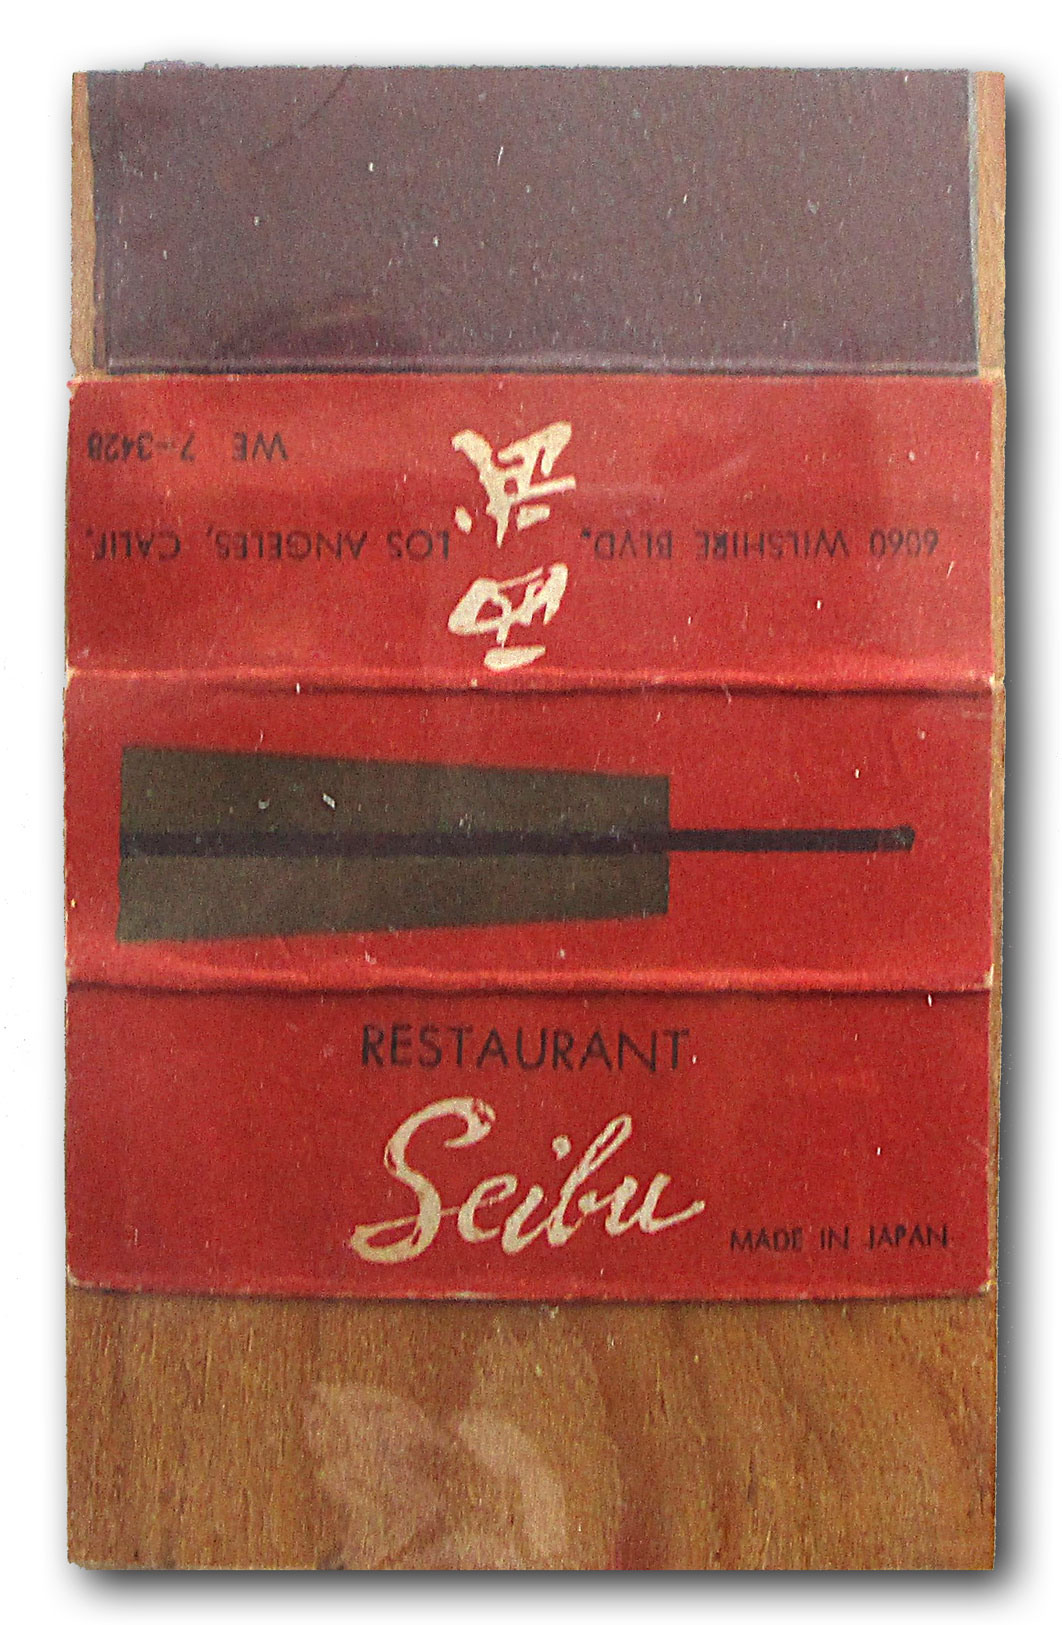 西武
6060 WILSHIRE BLVD. LOS ANGELES, CALIF.
WE 7-3428
RESTAURANT
Seibu
MADE IN JAPAN